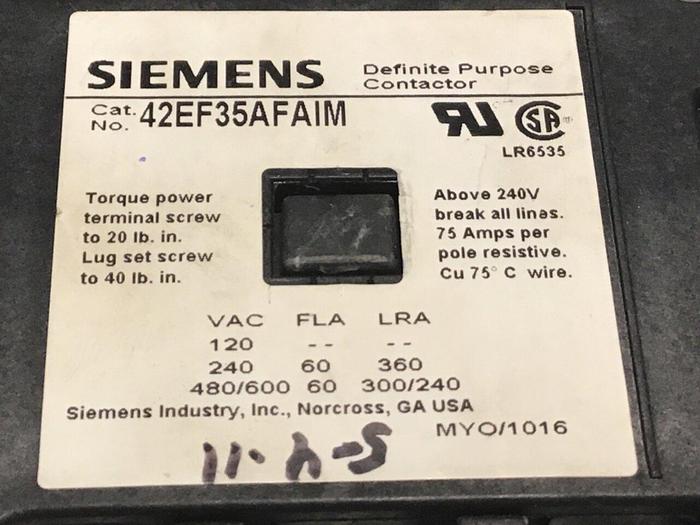 SIEMENS
Definite Purpose
Contactor
Cat.
No. 42EF35AFAIM
LR6535
Torque power
terminal screw
to 20 lb. in.
Lug set screw
to 40 lb. in.
Above 240V
break all lines.
75 Amps per
pole resistive.
Cu 75° C wire.
VAC FLA LRA
120 -- --
240 60 360
480/600 60 300/240
Siemens Industry, Inc., Norcross, GA USA
MYO/1016